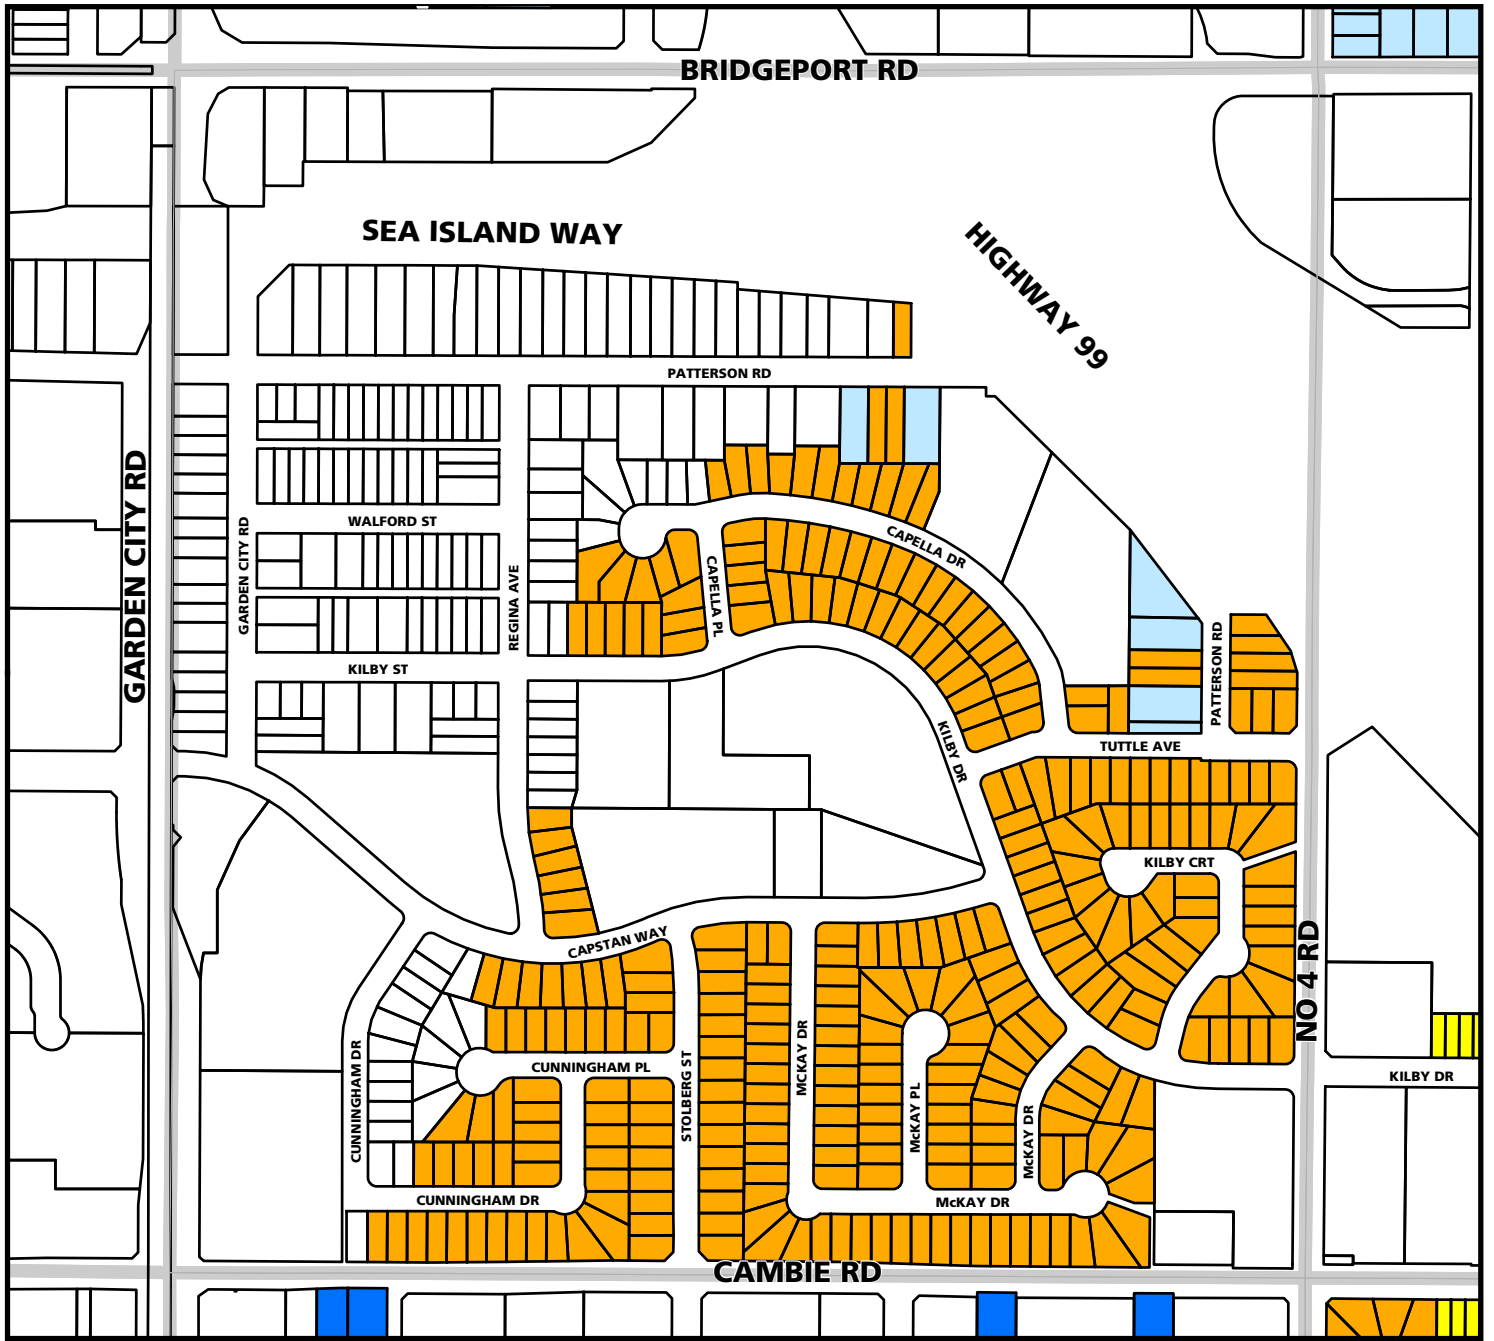 BRIDGEPORT RD
SEA ISLAND WAY
HIGHWAY 99
PATTERSON RD
GARDEN CITY RD
WALFORD ST
GARDEN CITY RD
REGINA AVE
CAPELLA DR
CAPELLA PL
KILBY ST
PATTERSON RD
KILBY DR
TUTTLE AVE
KILBY CRT
CAPSTAN WAY
NO 4 RD
CUNNINGHAM DR
CUNNINGHAM PL
STOLBERG ST
MCKAY DR
McKAY PL
McKAY DR
KILBY DR
CUNNINGHAM DR
McKAY DR
CAMBIE RD